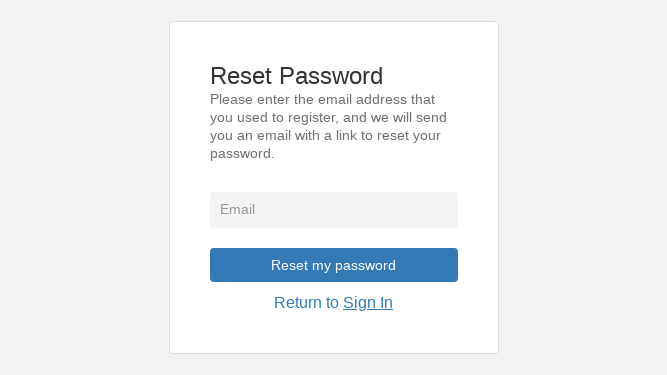 Reset Password
Please enter the email address that
you used to register, and we will send
you an email with a link to reset your
password.
Email
Reset my password
Return to Sign In